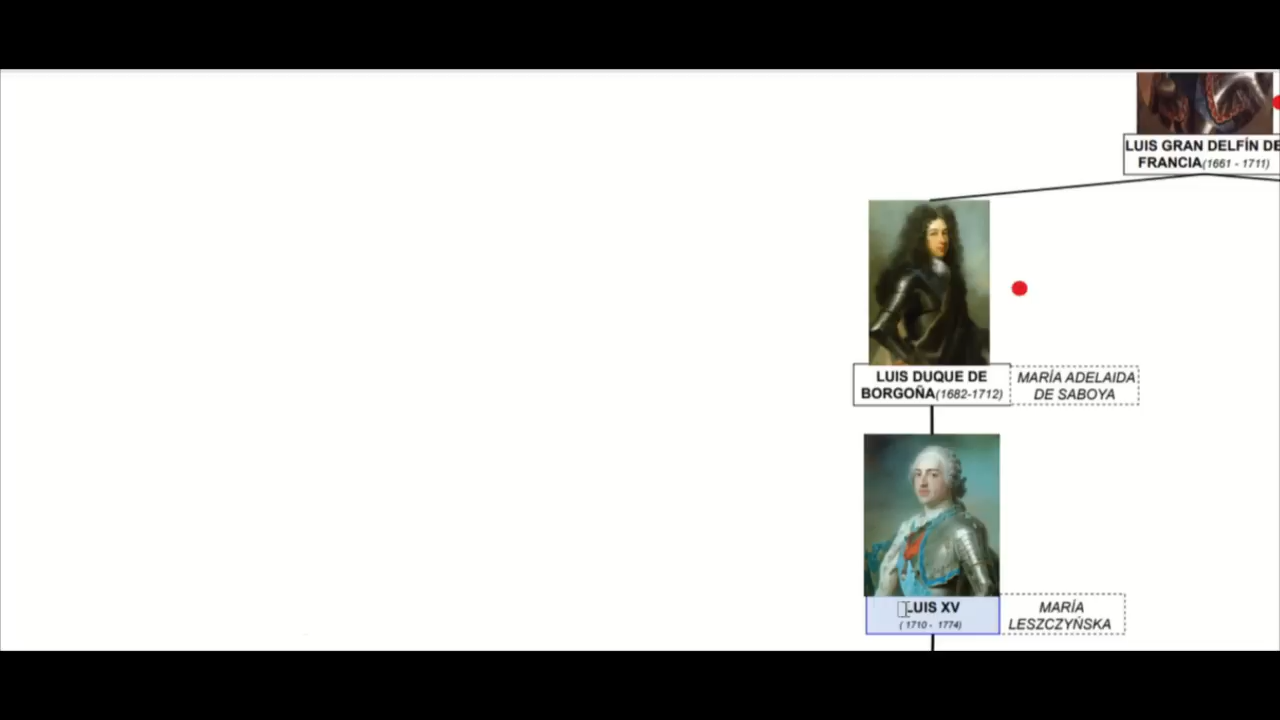 LUIS GRAN DELFÍN DE
FRANCIA(1661 - 1711)
LUIS DUQUE DE
BORGOÑA(1682-1712)
MARÍA ADELAIDA
DE SABOYA
LUIS XV
( 1710 - 1774)
MARÍA
LESZCZYŃSKA